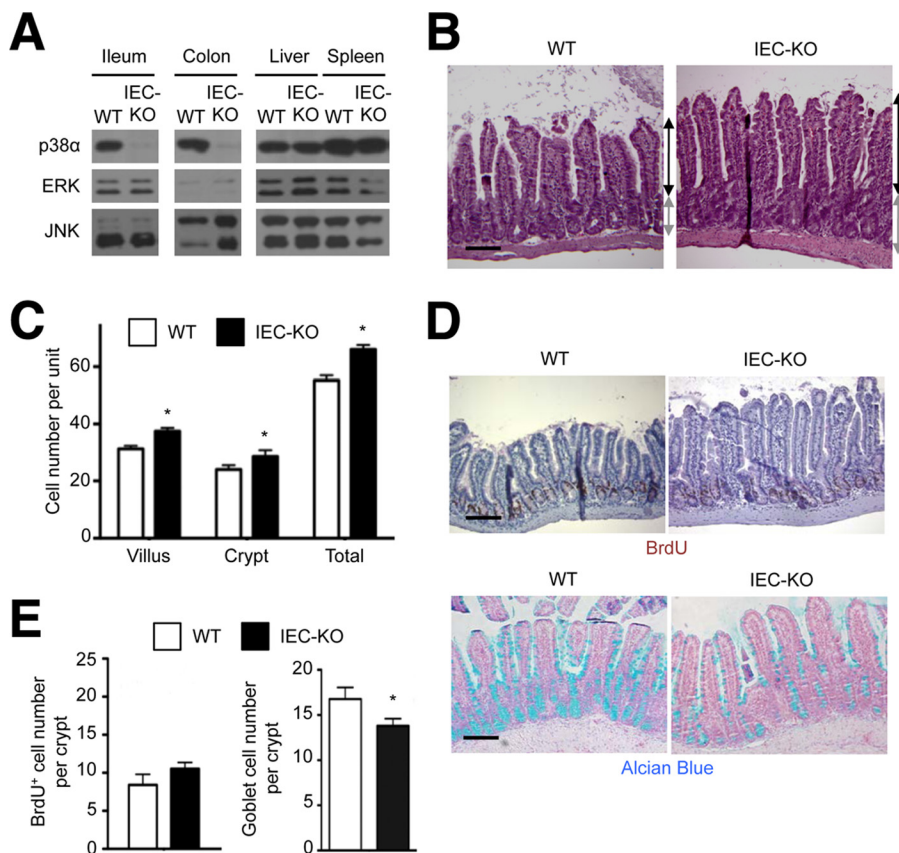 A
Ileum Colon Liver Spleen
WT IEC-KO WT IEC-KO WT IEC-KO WT IEC-KO
p38α
ERK
JNK
B
WT IEC-KO
C
WT IEC-KO
Cell number per unit
60
40
20
0
* * *
Villus Crypt Total
D
WT IEC-KO
BrdU
WT IEC-KO
Alcian Blue
E
WT IEC-KO
BrdU⁺ cell number
per crypt
25
20
15
10
5
0
Goblet cell number
per crypt
20
15
10
5
0
*